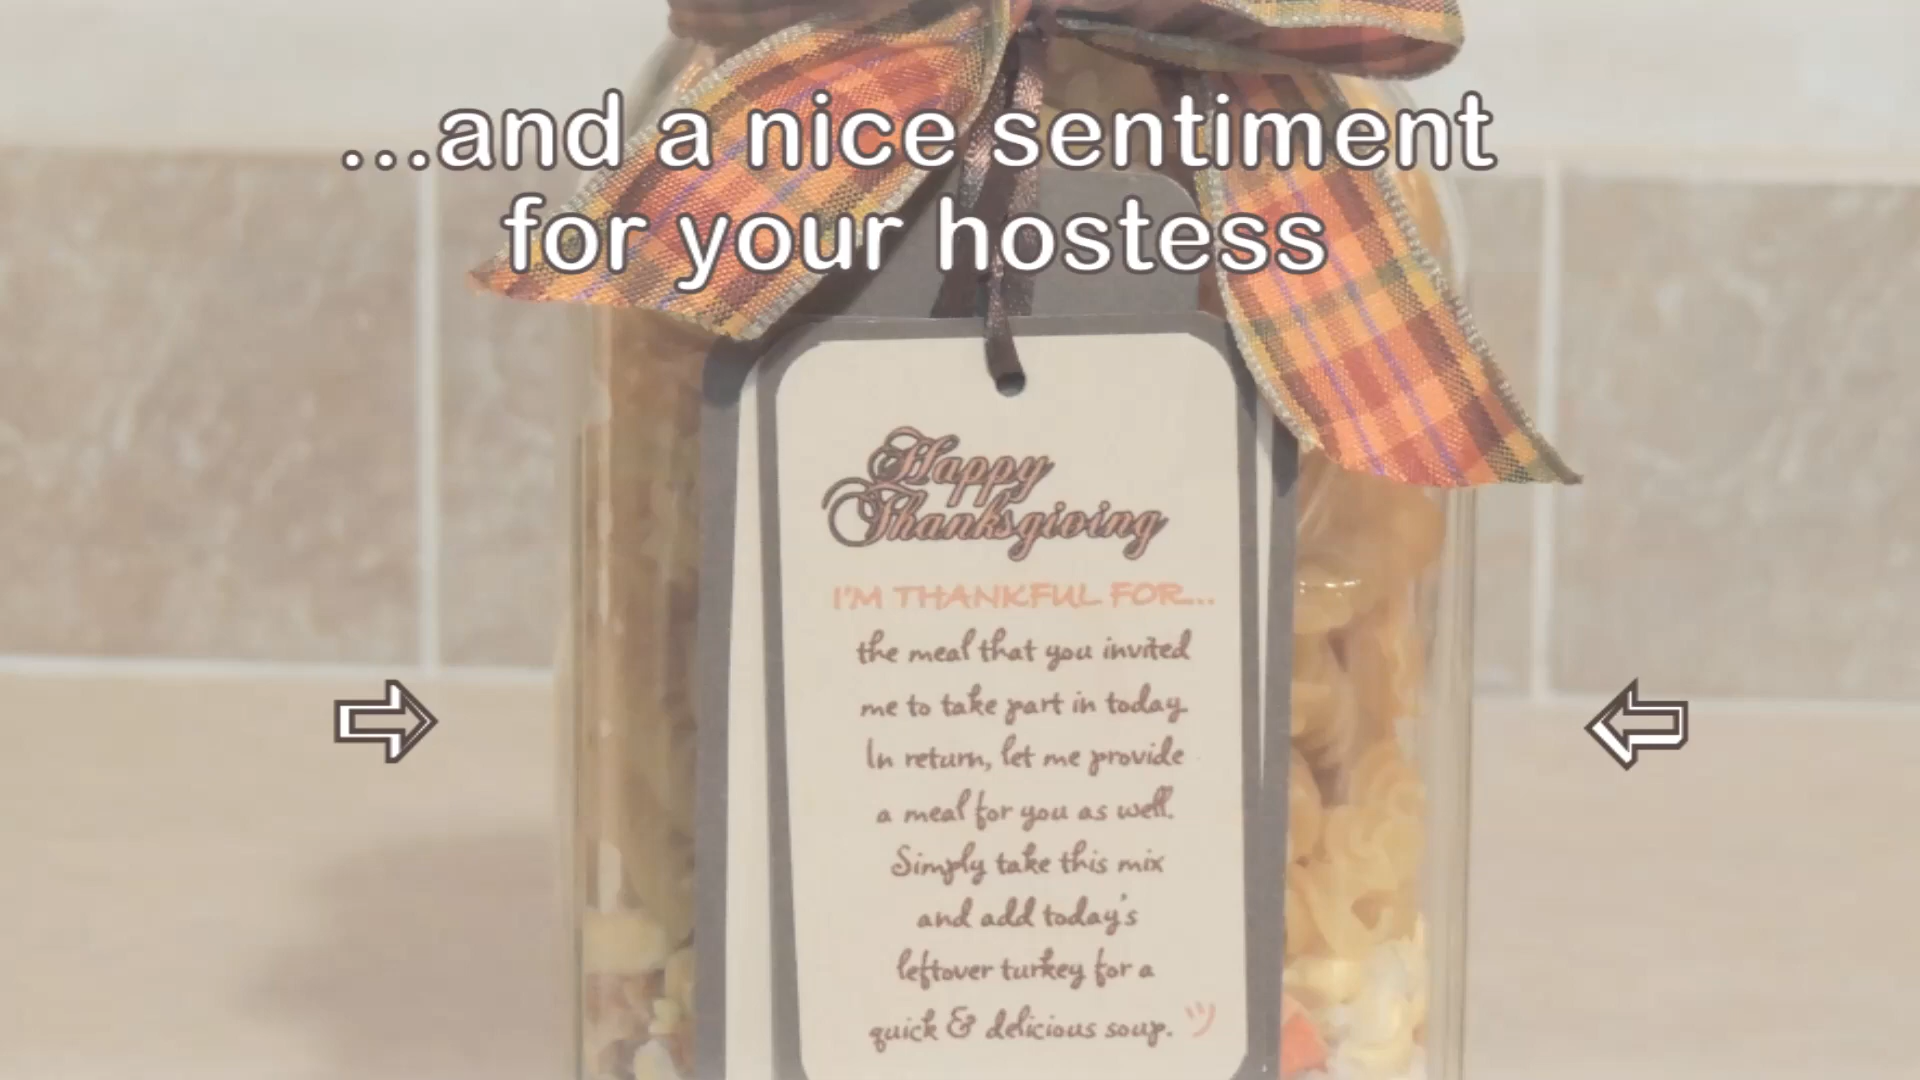 ...and a nice sentiment
for your hostess
Happy
Thanksgiving
I'M THANKFUL FOR...
the meal that you invited
me to take part in today.
In return, let me provide
a meal for you as well.
Simply take this mix
and add today's
leftover turkey for a
quick & delicious soup. ツ